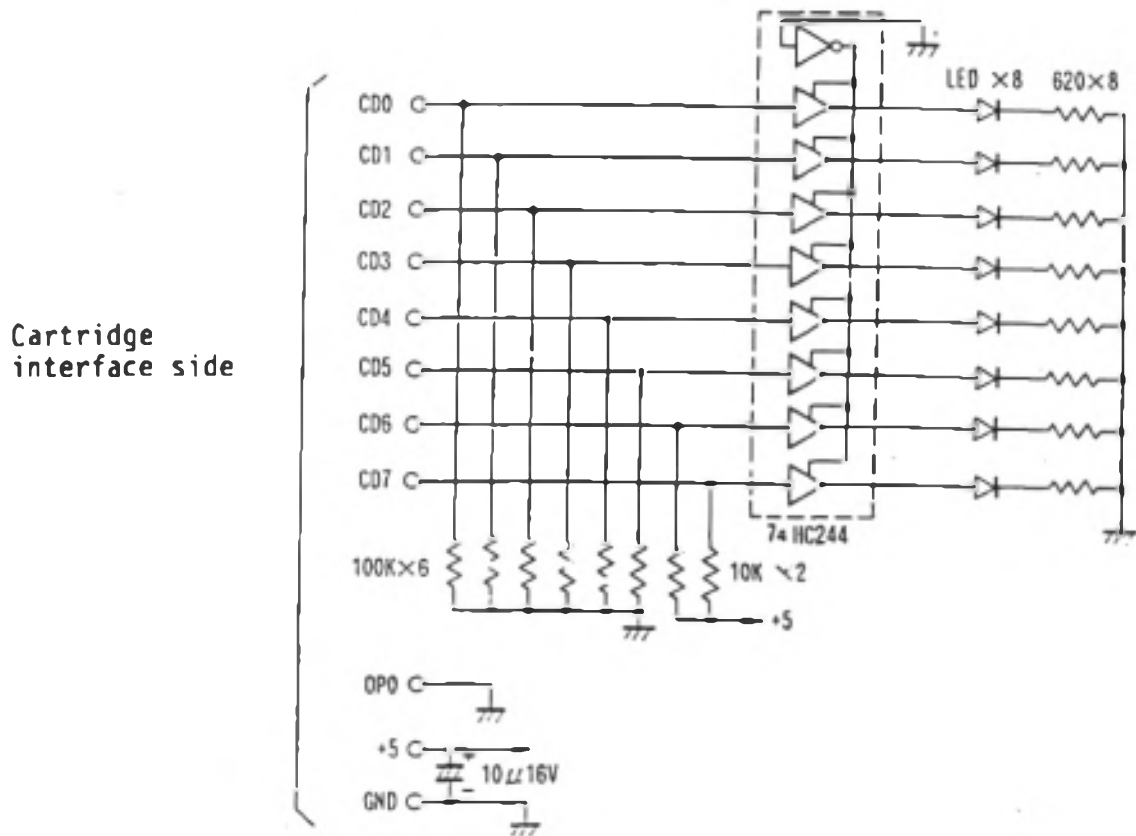 LED ×8 620×8
CD0
CD1
CD2
CD3
CD4
CD5
CD6
CD7
Cartridge
interface side
74 HC244
100K×6
10K ×2
+5
OP0
+5
10μ16V
GND